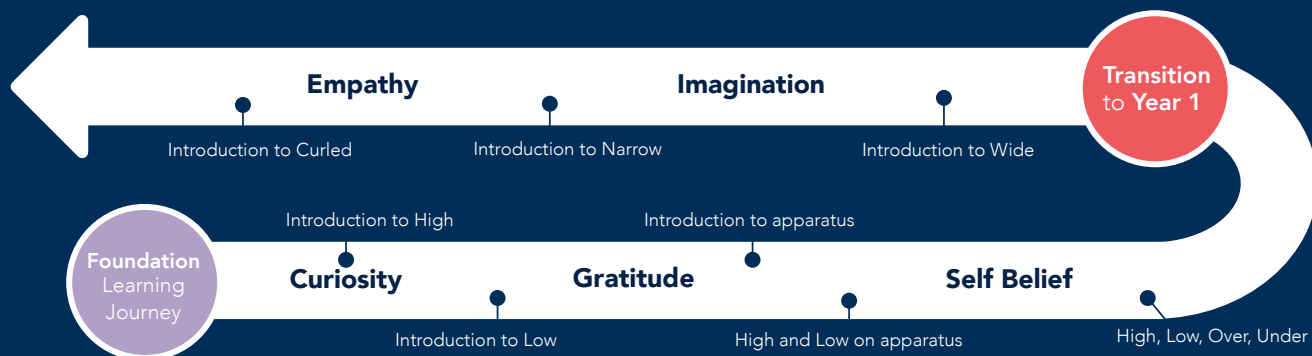 Empathy
Imagination
Transition
to Year 1
Introduction to Curled
Introduction to Narrow
Introduction to Wide
Introduction to High
Introduction to apparatus
Foundation
Learning
Journey
Curiosity
Gratitude
Self Belief
Introduction to Low
High and Low on apparatus
High, Low, Over, Under